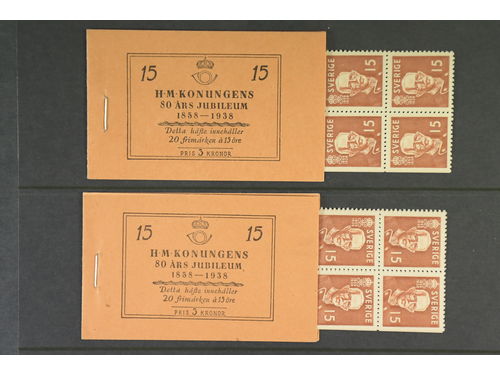 15 15
H·M·KONUNGENS
80 ÅRS JUBILEUM
1858—1938
Detta häfte innehåller
20 frimärken à 15 öre
PRIS 3 KRONOR
SVERIGE 15
SVERIGE 15
SVERIGE 15
SVERIGE 15
15 15
H·M·KONUNGENS
80 ÅRS JUBILEUM
1858—1938
Detta häfte innehåller
20 frimärken à 15 öre
PRIS 3 KRONOR
15 SVERIGE
15 SVERIGE
15 SVERIGE
15 SVERIGE